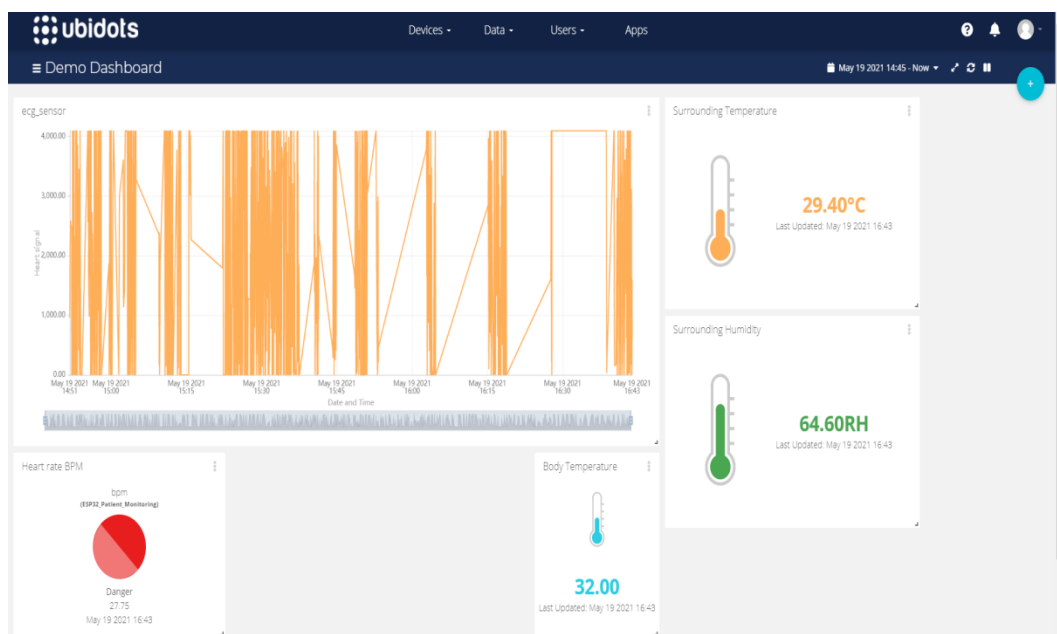 ubidots
Devices
Data
Users
Apps
Demo Dashboard
May 19 2021 14:45 - Now
ecg_sensor
4,000.00
3,000.00
2,000.00
1,000.00
0.00
Heart signal
May 19 2021
14:51
May 19 2021
15:00
May 19 2021
15:15
May 19 2021
15:30
May 19 2021
15:45
May 19 2021
16:00
May 19 2021
16:15
May 19 2021
16:30
May 19 2021
16:43
Date and Time
Surrounding Temperature
29.40°C
Last Updated: May 19 2021 16:43
Surrounding Humidity
64.60RH
Last Updated: May 19 2021 16:43
Heart rate BPM
bpm
(ESP32_Patient_Monitoring)
Danger
27.75
May 19 2021 16:43
Body Temperature
32.00
Last Updated: May 19 2021 16:43